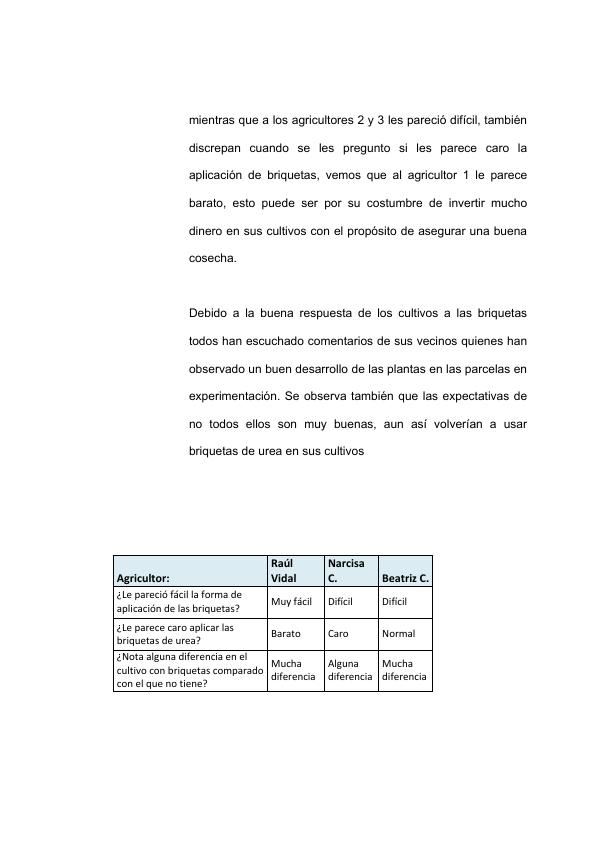 mientras que a los agricultores 2 y 3 les pareció difícil, también
discrepan cuando se les pregunto si les parece caro la
aplicación de briquetas, vemos que al agricultor 1 le parece
barato, esto puede ser por su costumbre de invertir mucho
dinero en sus cultivos con el propósito de asegurar una buena
cosecha.
Debido a la buena respuesta de los cultivos a las briquetas
todos han escuchado comentarios de sus vecinos quienes han
observado un buen desarrollo de las plantas en las parcelas en
experimentación. Se observa también que las expectativas de
no todos ellos son muy buenas, aun así volverían a usar
briquetas de urea en sus cultivos
Agricultor: Raúl Vidal Narcisa C. Beatriz C.
¿Le pareció fácil la forma de
aplicación de las briquetas? Muy fácil Difícil Difícil
¿Le parece caro aplicar las
briquetas de urea? Barato Caro Normal
¿Nota alguna diferencia en el
cultivo con briquetas comparado
con el que no tiene? Mucha diferencia Alguna diferencia Mucha diferencia